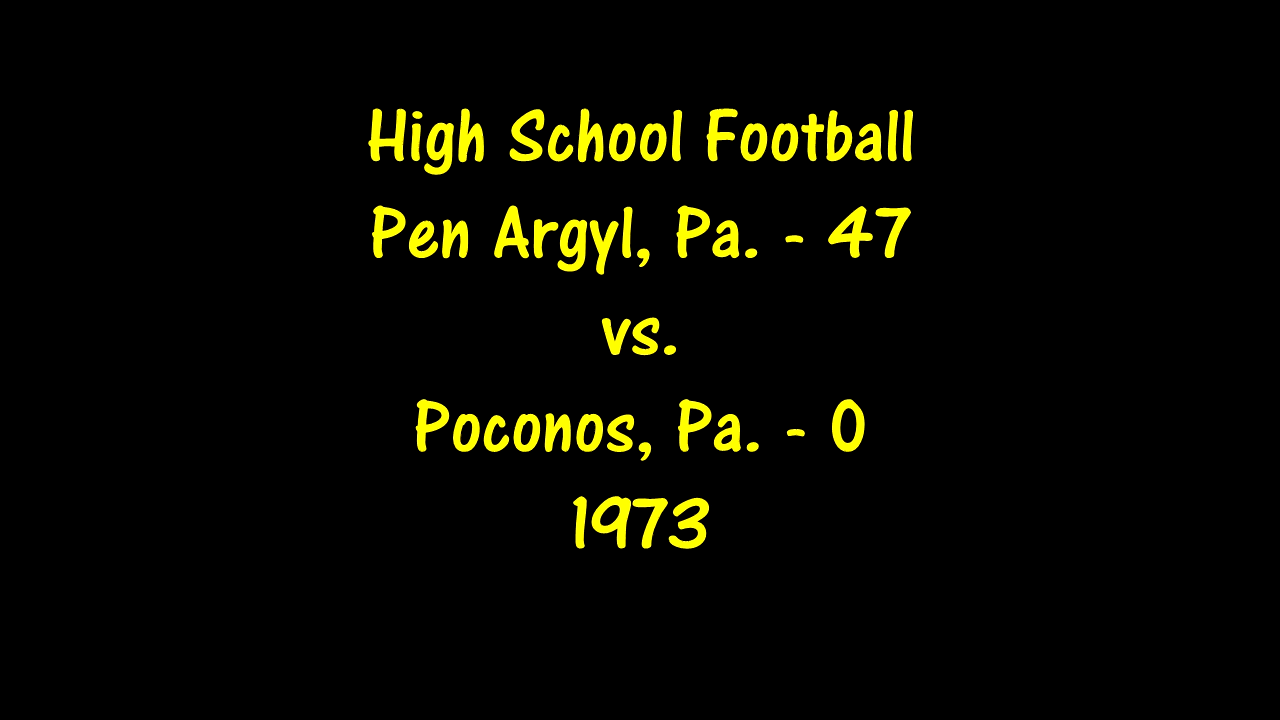 High School Football
Pen Argyl, Pa. - 47
vs.
Poconos, Pa. - 0
1973